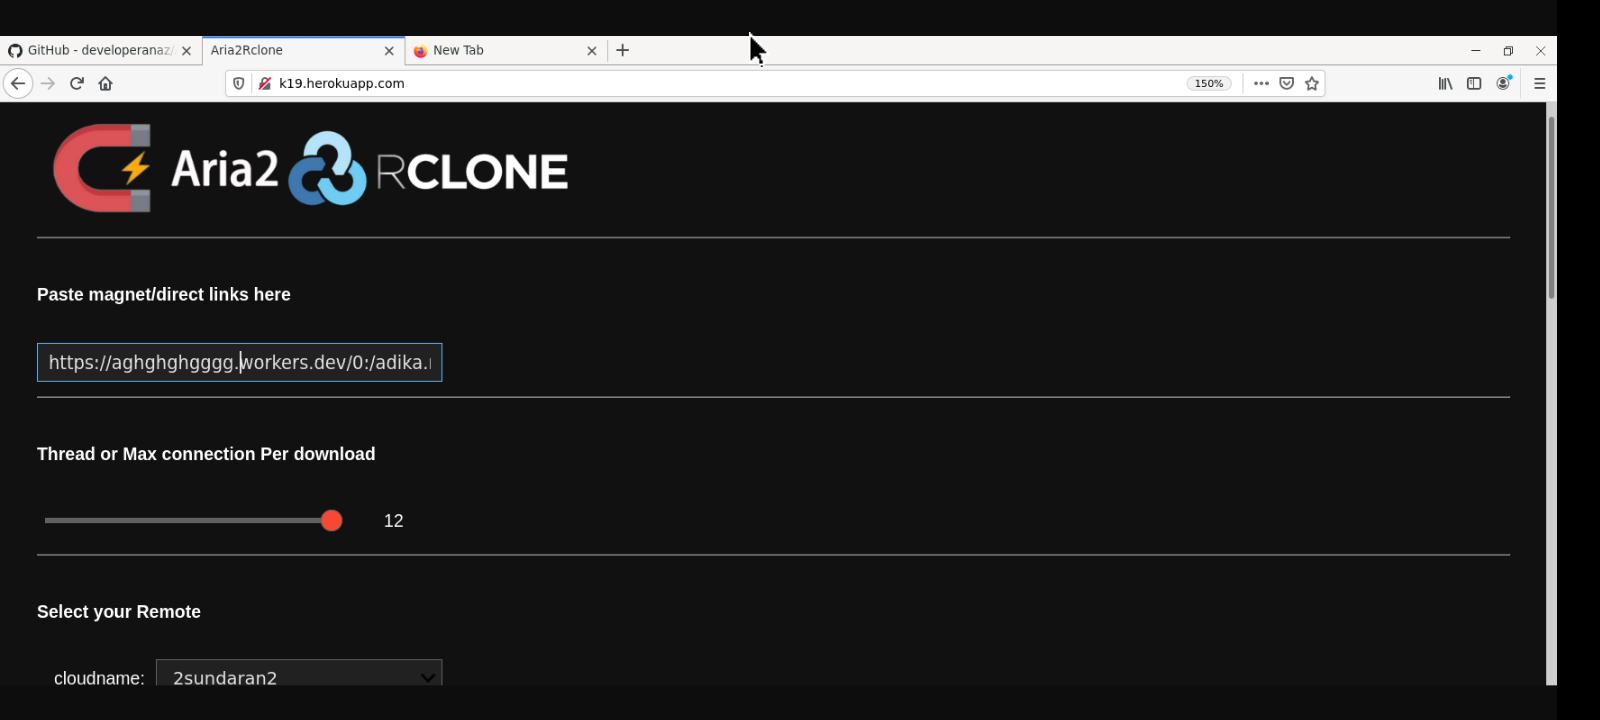 GitHub - developeranaz/
Aria2Rclone
New Tab
k19.herokuapp.com
150%
Aria2 RCLONE
Paste magnet/direct links here
https://aghghghgggg.workers.dev/0:/adika.
Thread or Max connection Per download
12
Select your Remote
cloudname: 2sundaran2